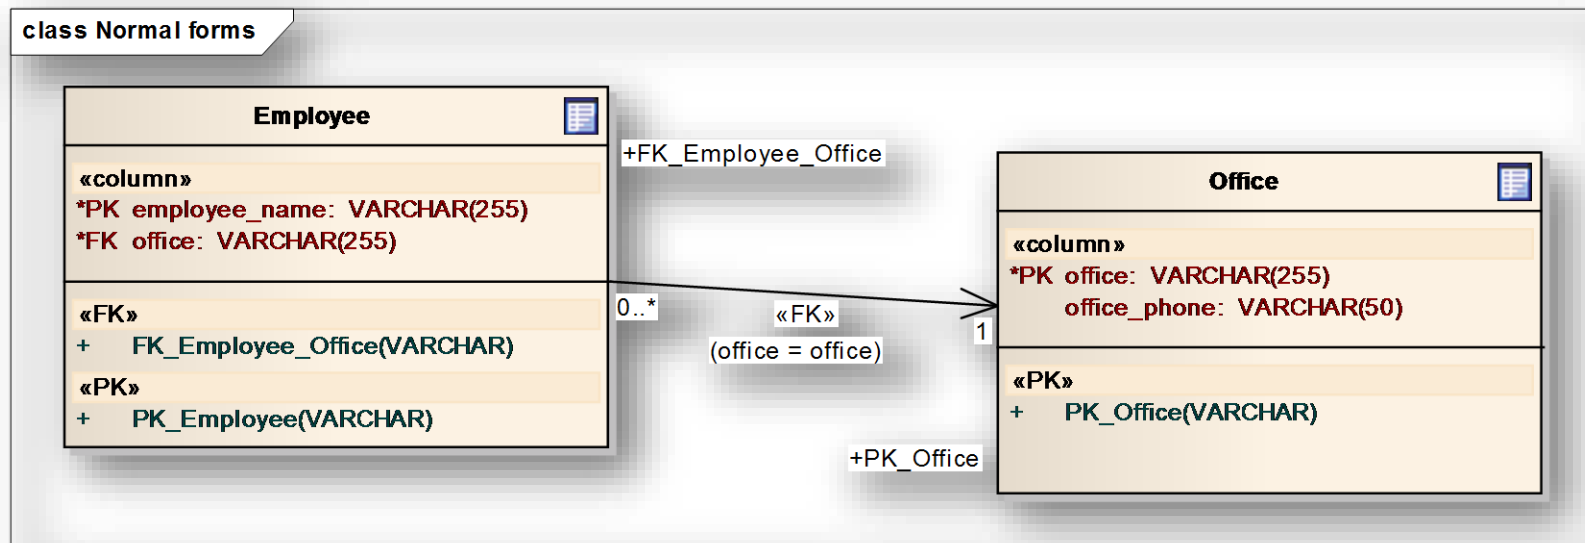 class Normal forms
Employee
«column»
*PK employee_name: VARCHAR(255)
*FK office: VARCHAR(255)
«FK»
+ FK_Employee_Office(VARCHAR)
«PK»
+ PK_Employee(VARCHAR)
+FK_Employee_Office
0..*
«FK»
(office = office)
1
+PK_Office
Office
«column»
*PK office: VARCHAR(255)
office_phone: VARCHAR(50)
«PK»
+ PK_Office(VARCHAR)